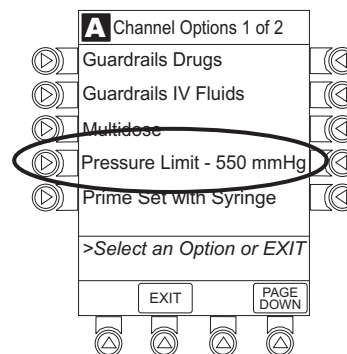 A Channel Options 1 of 2
Guardrails Drugs
Guardrails IV Fluids
Multidose
Pressure Limit - 550 mmHg
Prime Set with Syringe
>Select an Option or EXIT
EXIT
PAGE
DOWN